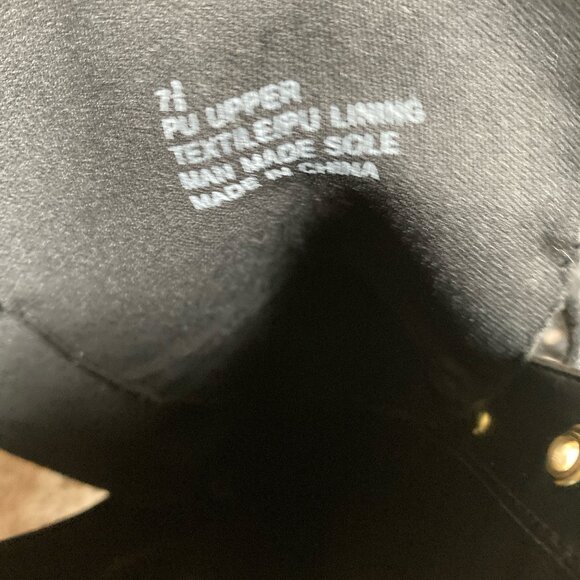 7½
PU UPPER
TEXTILE/PU LINING
MAN MADE SOLE
MADE IN CHINA